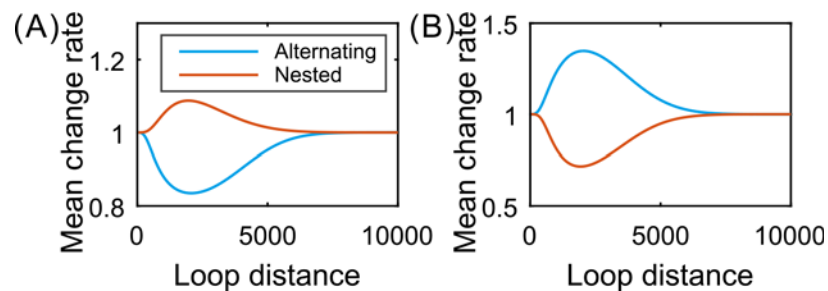 (A)
Mean change rate
1.2
1
0.8
Alternating
Nested
0
5000
10000
Loop distance
(B)
Mean change rate
1.5
1
0.5
0
5000
10000
Loop distance